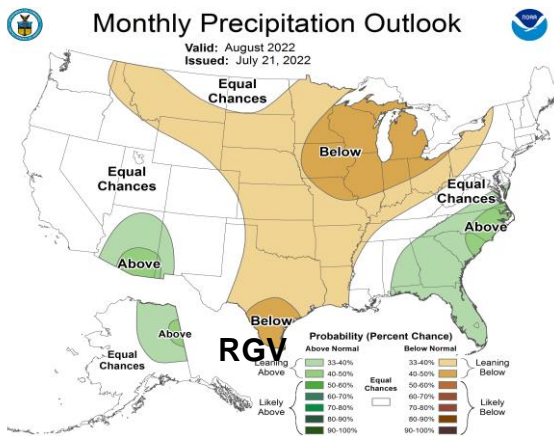 Monthly Precipitation Outlook
Valid: August 2022
Issued: July 21, 2022
NOAA
Equal
Chances
Below
Equal
Chances
Equal
Chances
Above
Above
Below
RGV
Above
Equal
Chances
Probability (Percent Chance)
Above Normal Below Normal
Leaning
Above
33-40%
40-50%
50-60%
60-70%
70-80%
80-90%
90-100%
Likely
Above
Equal
Chances
33-40%
40-50%
50-60%
60-70%
70-80%
80-90%
90-100%
Leaning
Below
Likely
Below